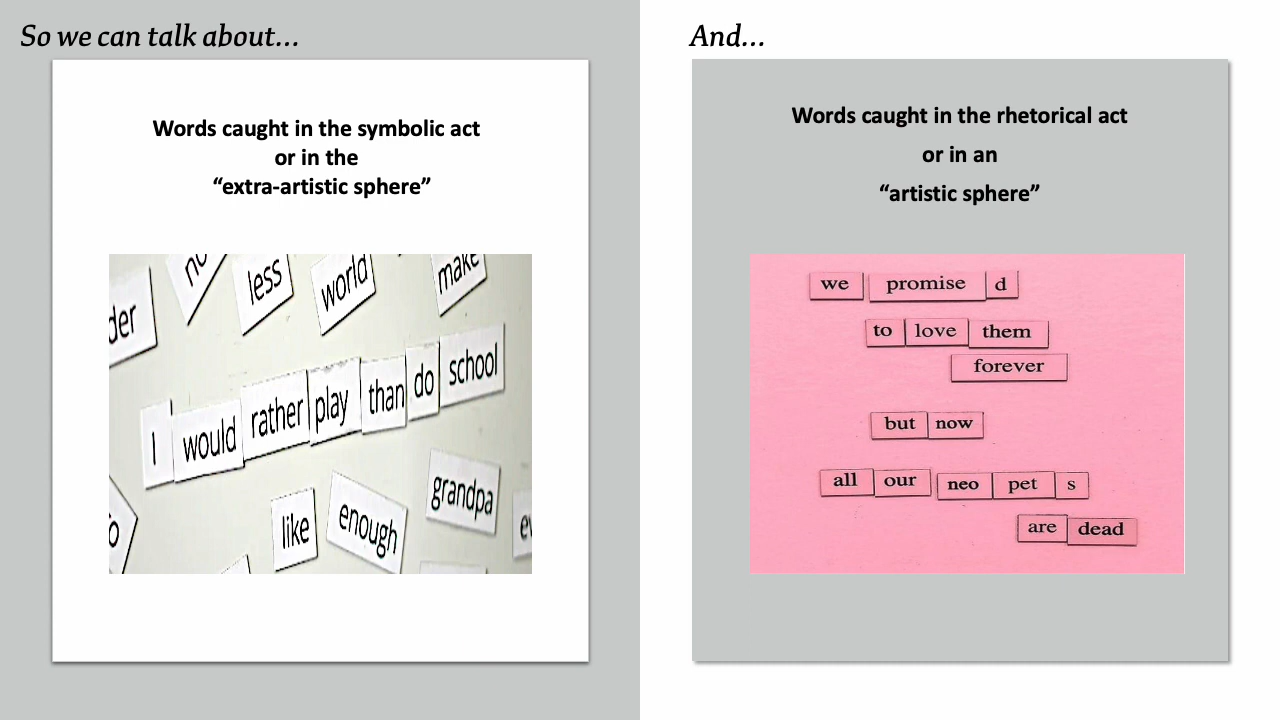 So we can talk about...
Words caught in the symbolic act
or in the
“extra-artistic sphere”
less
world
make
der
I would rather play than do school
grandpa
like
enough
And...
Words caught in the rhetorical act
or in an
“artistic sphere”
we promise d
to love them
forever
but now
all our neo pet s
are dead